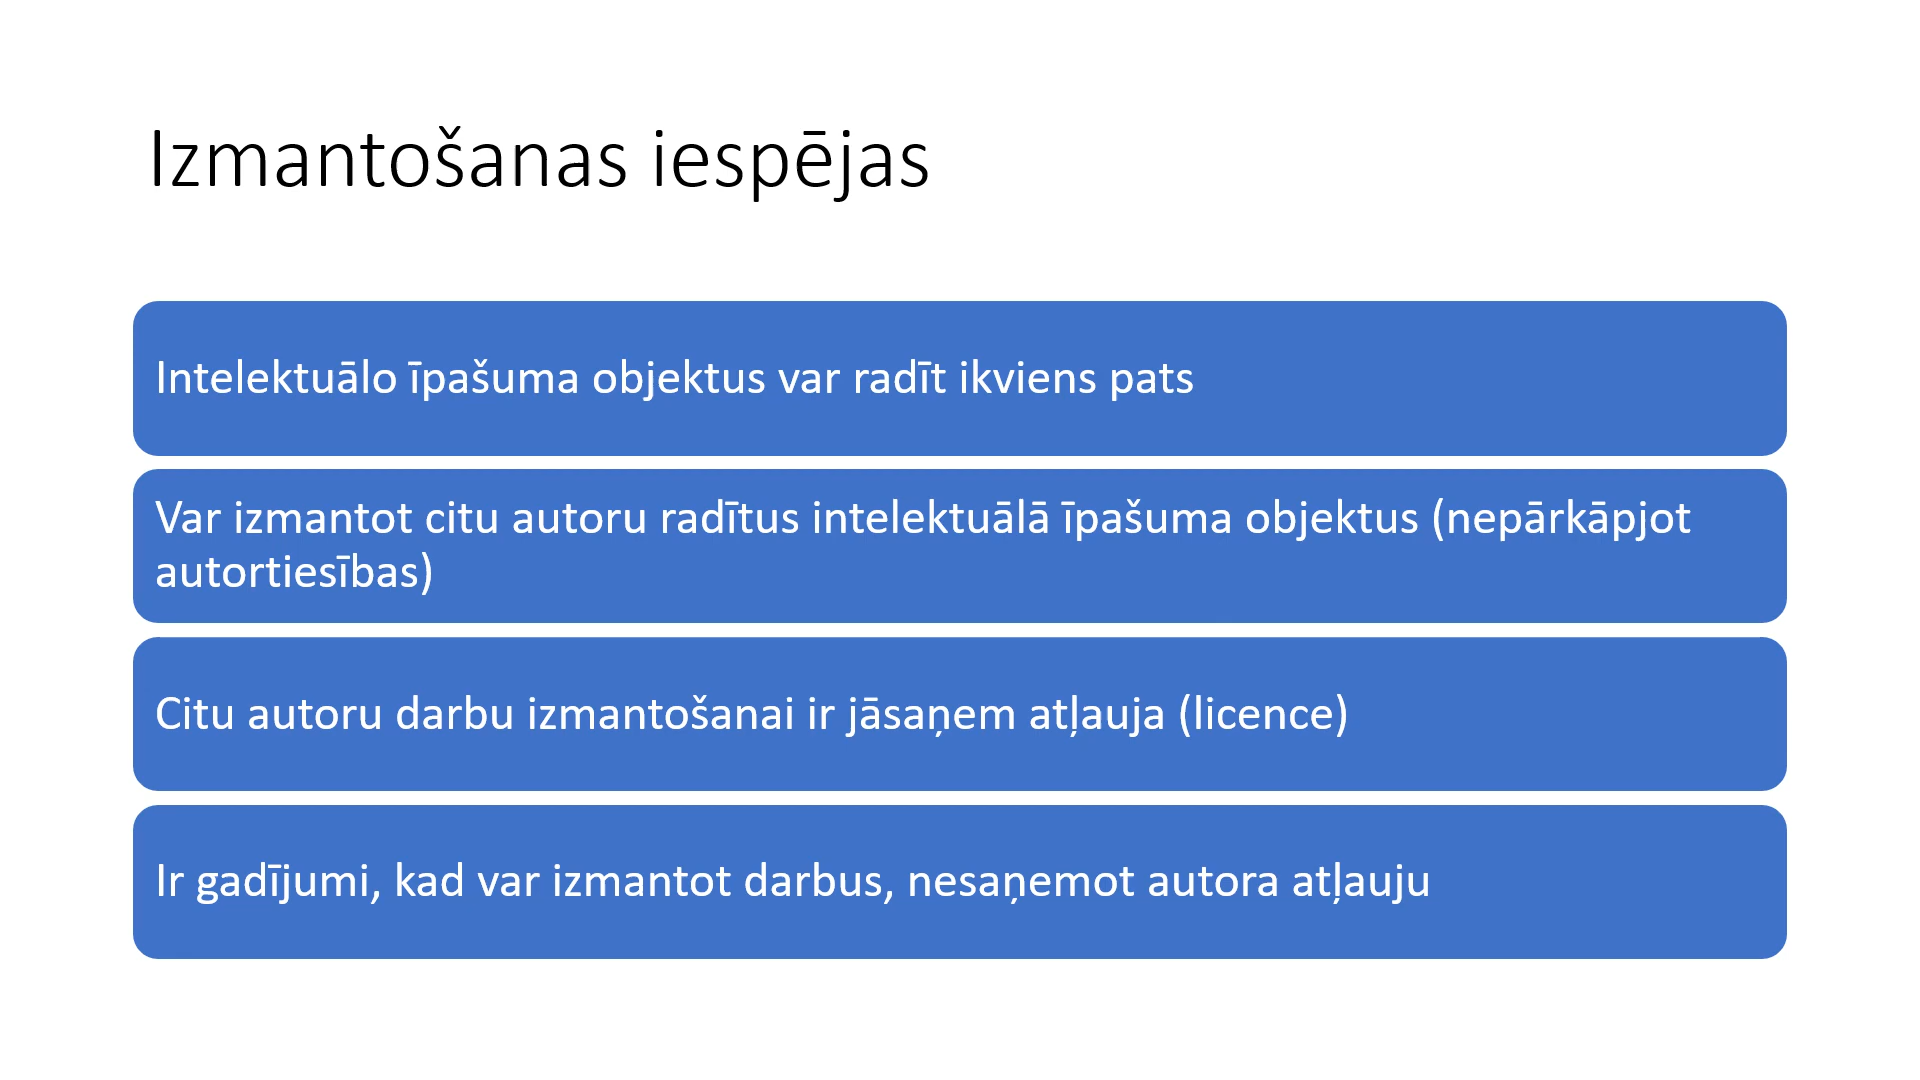 Izmantošanas iespējas
Intelektuālo īpašuma objektus var radīt ikviens pats
Var izmantot citu autoru radītus intelektuālā īpašuma objektus (nepārkāpjot
autortiesības)
Citu autoru darbu izmantošanai ir jāsaņem atļauja (licence)
Ir gadījumi, kad var izmantot darbus, nesaņemot autora atļauju